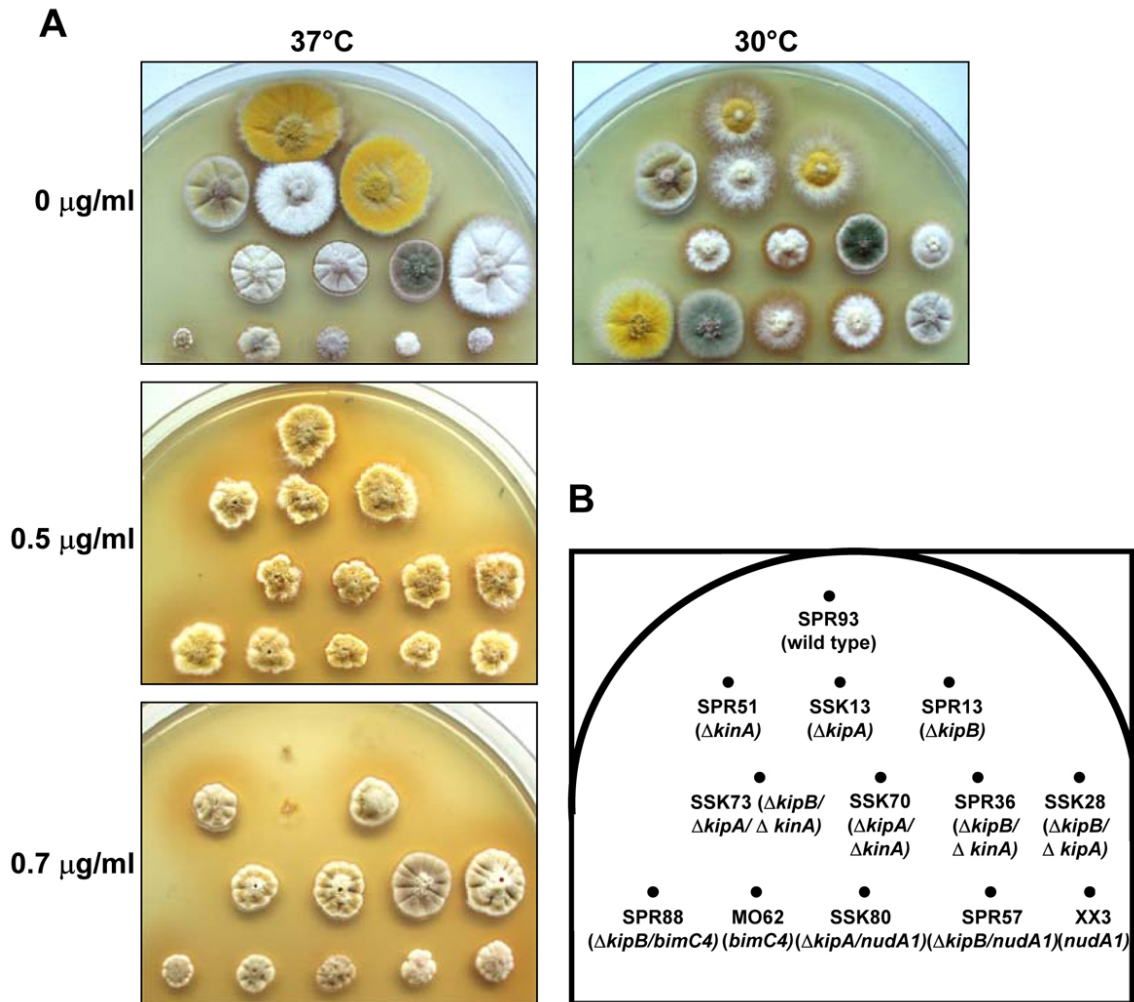 A
37°C
30°C
0 μg/ml
0.5 μg/ml
0.7 μg/ml
B
SPR93
(wild type)
SPR51
(ΔkinA)
SSK13
(ΔkipA)
SPR13
(ΔkipB)
SSK73 (ΔkipB/
ΔkipA/ Δ kinA)
SSK70
(ΔkipA/
ΔkinA)
SPR36
(ΔkipB/
Δ kinA)
SSK28
(ΔkipB/
Δ kipA)
SPR88
(ΔkipB/bimC4)
MO62
(bimC4)
SSK80
(ΔkipA/nudA1)
SPR57
(ΔkipB/nudA1)
XX3
(nudA1)